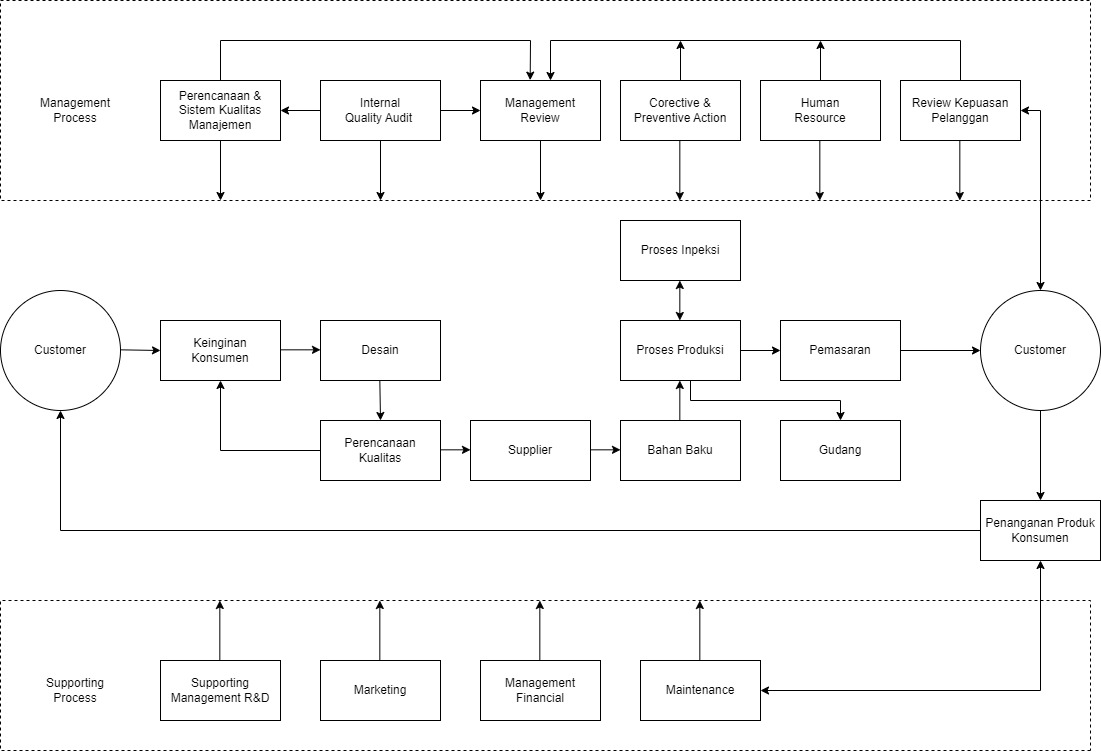 Management
Process
Perencanaan &
Sistem Kualitas
Manajemen
Internal
Quality Audit
Management
Review
Corective &
Preventive Action
Human
Resource
Review Kepuasan
Pelanggan
Proses Inpeksi
Customer
Keinginan
Konsumen
Desain
Proses Produksi
Pemasaran
Customer
Perencanaan
Kualitas
Supplier
Bahan Baku
Gudang
Penanganan Produk
Konsumen
Supporting
Process
Supporting
Management R&D
Marketing
Management
Financial
Maintenance